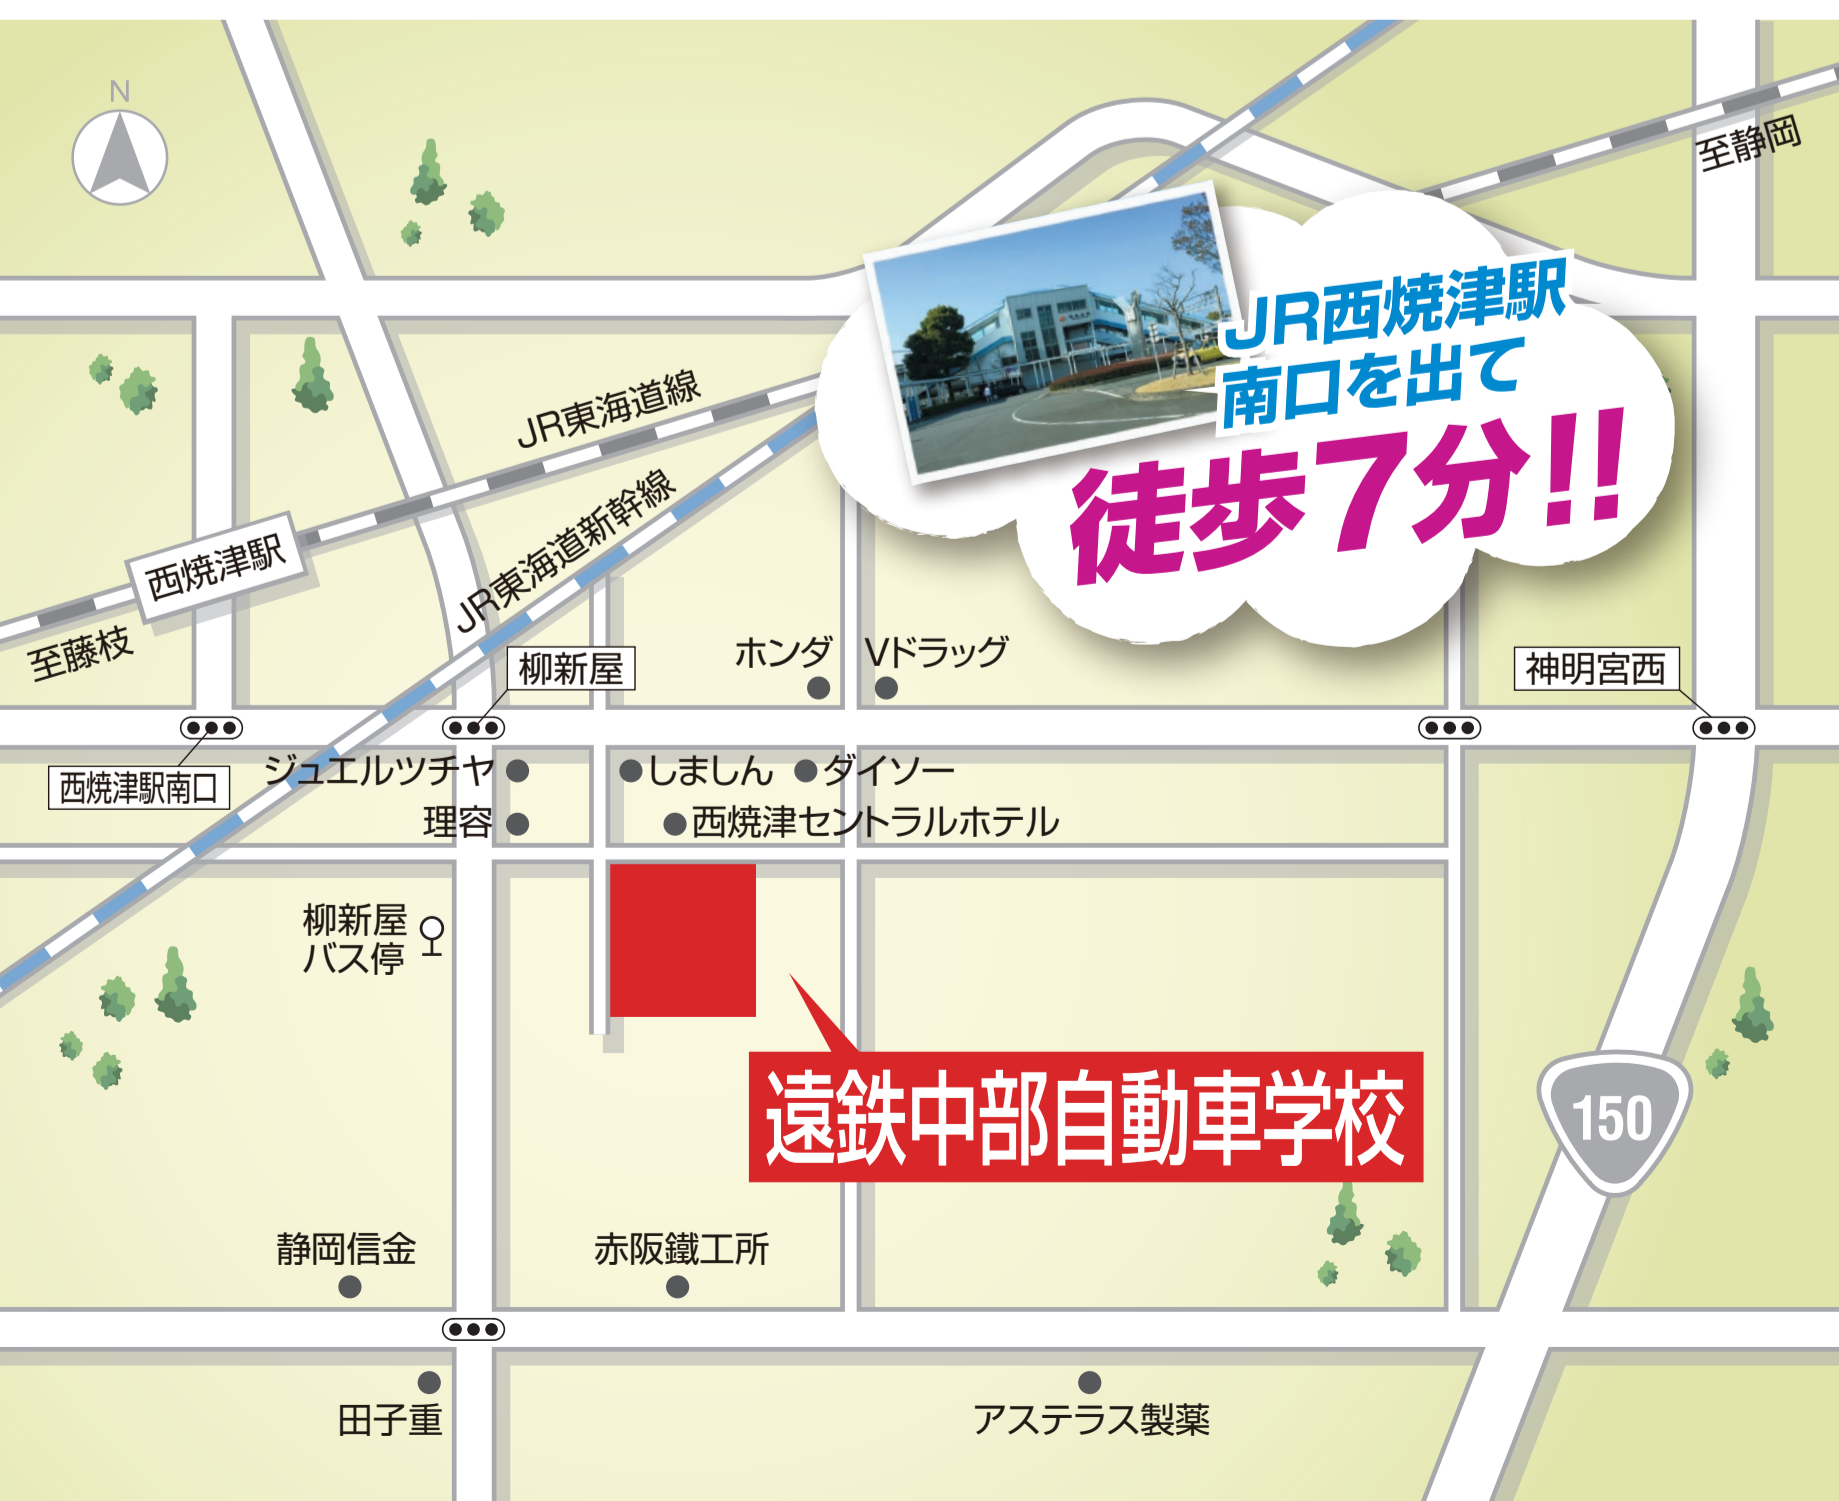 N
至静岡
JR西焼津駅
南口を出て
徒歩7分!!
JR東海道線
JR東海道新幹線
西焼津駅
至藤枝
柳新屋
ホンダ
Vドラッグ
神明宮西
西焼津駅南口
ジュエルツチヤ
しましん
ダイソー
理容
西焼津セントラルホテル
柳新屋
バス停
遠鉄中部自動車学校
150
静岡信金
赤阪鐵工所
田子重
アステラス製薬